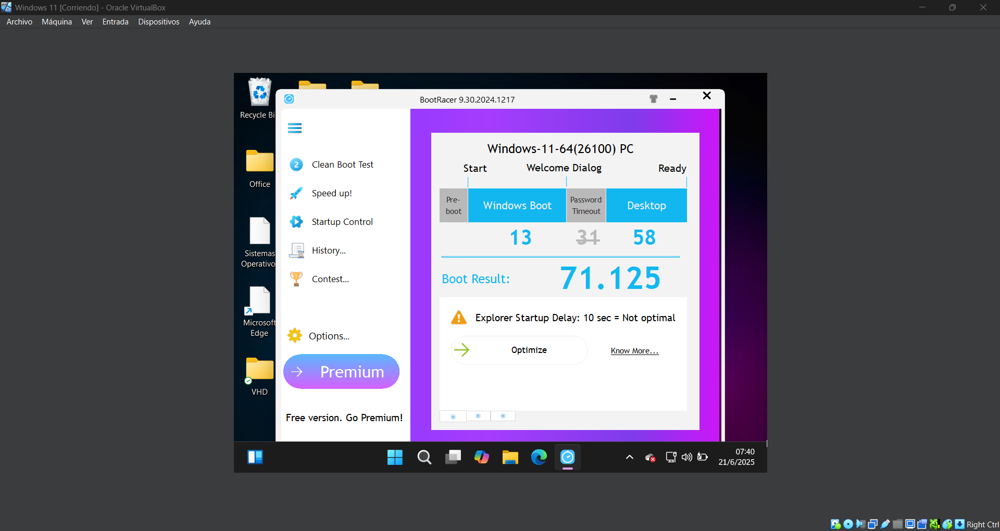 Windows 11 [Corriendo] - Oracle VirtualBox
Archivo Máquina Ver Entrada Dispositivos Ayuda
Recycle Bi
Office
Sistemas
Operativo
Microsoft
Edge
VHD
BootRacer 9.30.2024.1217
2
Clean Boot Test
Speed up!
Startup Control
History...
Contest...
Options...
Premium
Free version. Go Premium!
Windows-11-64(26100) PC
Start Welcome Dialog Ready
Pre-
boot
Windows Boot
Password
Timeout
Desktop
13 31 58
Boot Result: 71.125
Explorer Startup Delay: 10 sec = Not optimal
Optimize
Know More...
07:40
21/6/2025
Right Ctrl